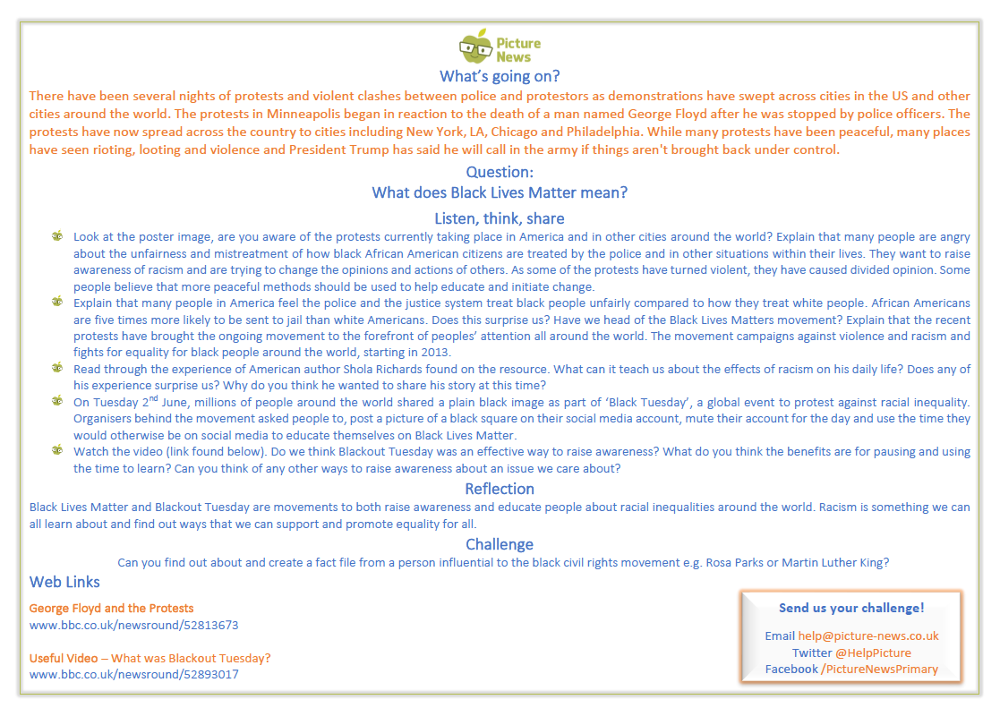 Picture
News
What's going on?
There have been several nights of protests and violent clashes between police and protestors as demonstrations have swept across cities in the US and other
cities around the world. The protests in Minneapolis began in reaction to the death of a man named George Floyd after he was stopped by police officers. The
protests have now spread across the country to cities including New York, LA, Chicago and Philadelphia. While many protests have been peaceful, many places
have seen rioting, looting and violence and President Trump has said he will call in the army if things aren't brought back under control.
Question:
What does Black Lives Matter mean?
Listen, think, share
Look at the poster image, are you aware of the protests currently taking place in America and in other cities around the world? Explain that many people are angry
about the unfairness and mistreatment of how black African American citizens are treated by the police and in other situations within their lives. They want to raise
awareness of racism and are trying to change the opinions and actions of others. As some of the protests have turned violent, they have caused divided opinion. Some
people believe that more peaceful methods should be used to help educate and initiate change.
Explain that many people in America feel the police and the justice system treat black people unfairly compared to how they treat white people. African Americans
are five times more likely to be sent to jail than white Americans. Does this surprise us? Have we head of the Black Lives Matters movement? Explain that the recent
protests have brought the ongoing movement to the forefront of peoples' attention all around the world. The movement campaigns against violence and racism and
fights for equality for black people around the world, starting in 2013.
Read through the experience of American author Shola Richards found on the resource. What can it teach us about the effects of racism on his daily life? Does any of
his experience surprise us? Why do you think he wanted to share his story at this time?
On Tuesday 2nd June, millions of people around the world shared a plain black image as part of 'Black Tuesday', a global event to protest against racial inequality.
Organisers behind the movement asked people to, post a picture of a black square on their social media account, mute their account for the day and use the time they
would otherwise be on social media to educate themselves on Black Lives Matter.
Watch the video (link found below). Do we think Blackout Tuesday was an effective way to raise awareness? What do you think the benefits are for pausing and using
the time to learn? Can you think of any other ways to raise awareness about an issue we care about?
Reflection
Black Lives Matter and Blackout Tuesday are movements to both raise awareness and educate people about racial inequalities around the world. Racism is something we can
all learn about and find out ways that we can support and promote equality for all.
Challenge
Can you find out about and create a fact file from a person influential to the black civil rights movement e.g. Rosa Parks or Martin Luther King?
Web Links
George Floyd and the Protests
www.bbc.co.uk/newsround/52813673
Useful Video – What was Blackout Tuesday?
www.bbc.co.uk/newsround/52893017
Send us your challenge!
Email help@picture-news.co.uk
Twitter @HelpPicture
Facebook /PictureNewsPrimary